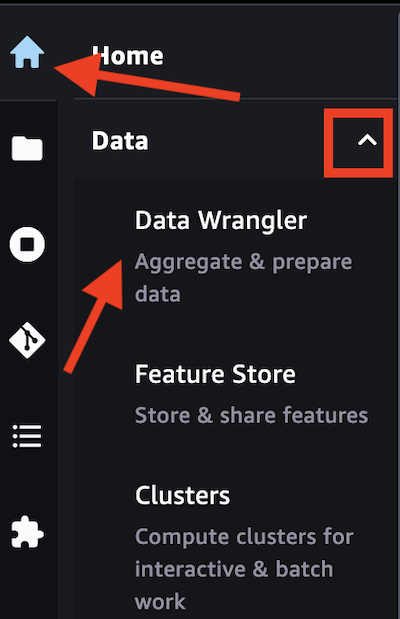 Home
Data
Data Wrangler
Aggregate & prepare
data
Feature Store
Store & share features
Clusters
Compute clusters for
interactive & batch
work